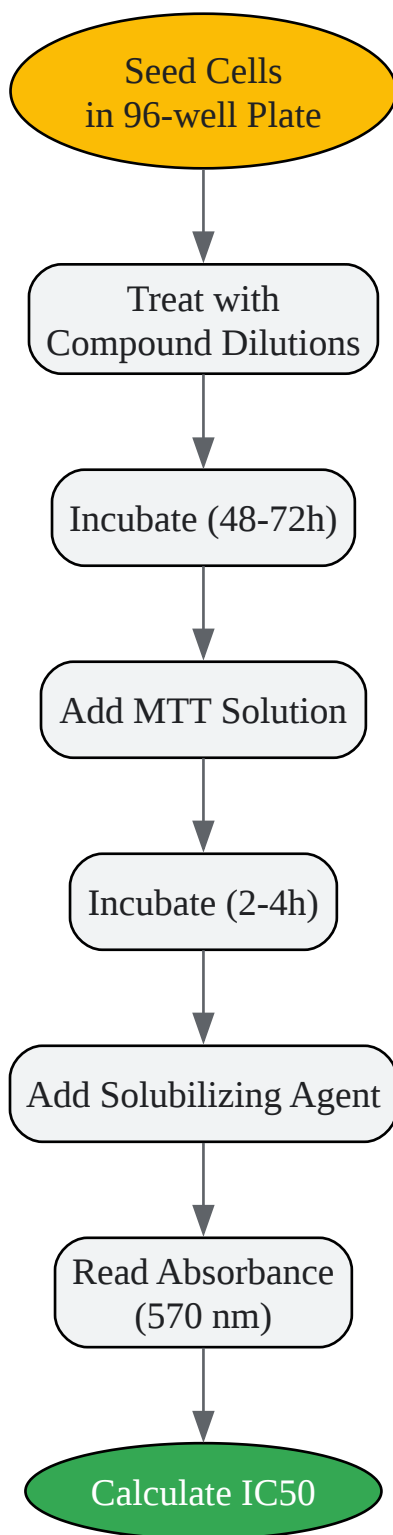 Seed Cells
in 96-well Plate
Treat with
Compound Dilutions
Incubate (48-72h)
Add MTT Solution
Incubate (2-4h)
Add Solubilizing Agent
Read Absorbance
(570 nm)
Calculate IC50